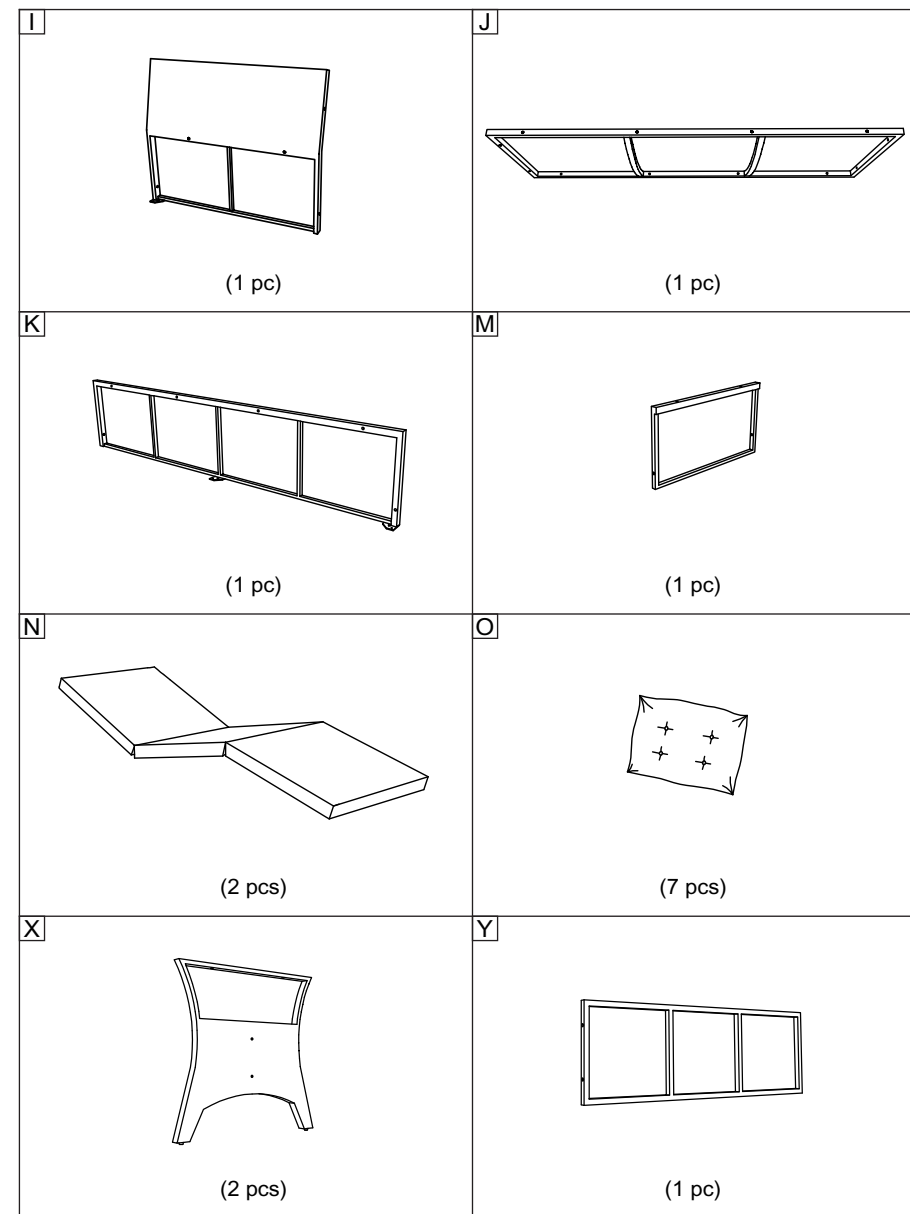 I
J
(1 pc)
(1 pc)
K
M
(1 pc)
(1 pc)
N
O
(2 pcs)
(7 pcs)
X
Y
(2 pcs)
(1 pc)